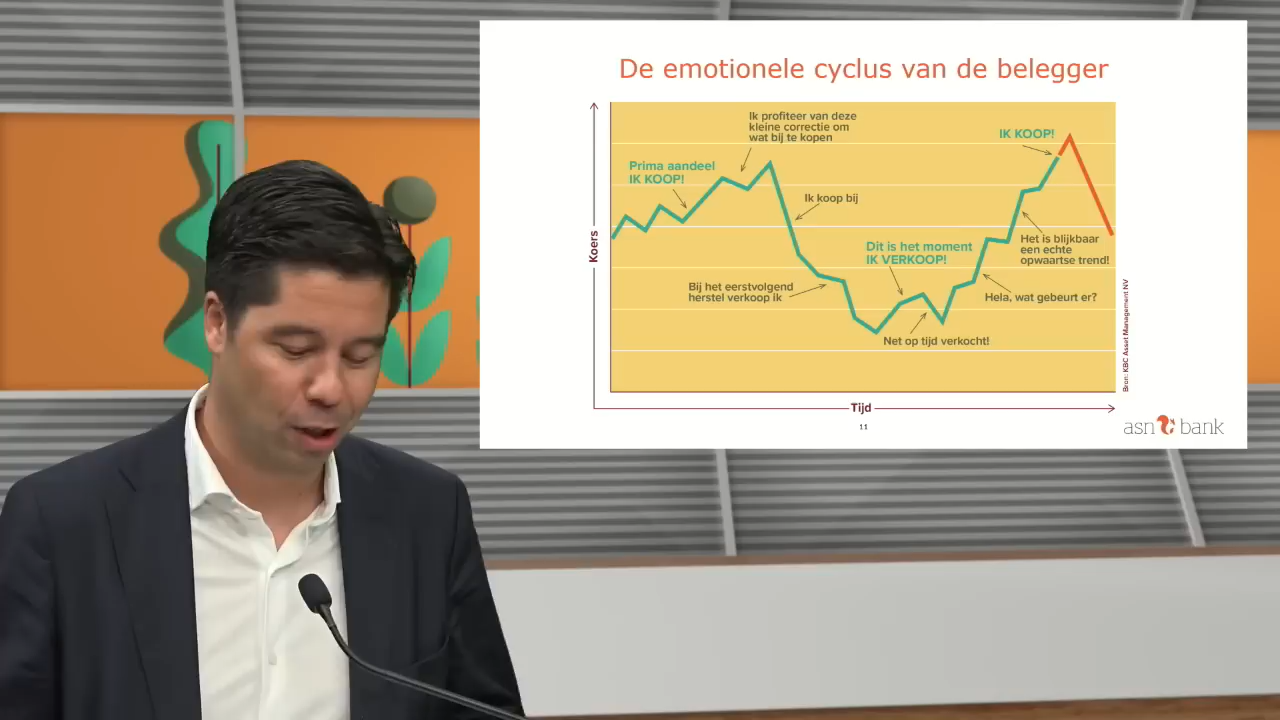 De emotionele cyclus van de belegger
Ik profiteer van deze
kleine correctie om
wat bij te kopen
IK KOOP!
Prima aandeel
IK KOOP!
Ik koop bij
Dit is het moment
IK VERKOOP!
Het is blijkbaar
een echte
opwaartse trend!
Bij het eerstvolgend
herstel verkoop ik
Hela, wat gebeurt er?
Net op tijd verkocht!
Koers
Tijd
Bron: KBC Asset Management NV
11
asn bank